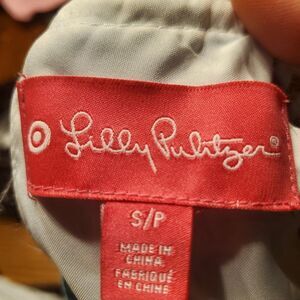 Lilly Pulitzer®
S/P
MADE IN
CHINA
FABRIQUÉ
EN CHINE